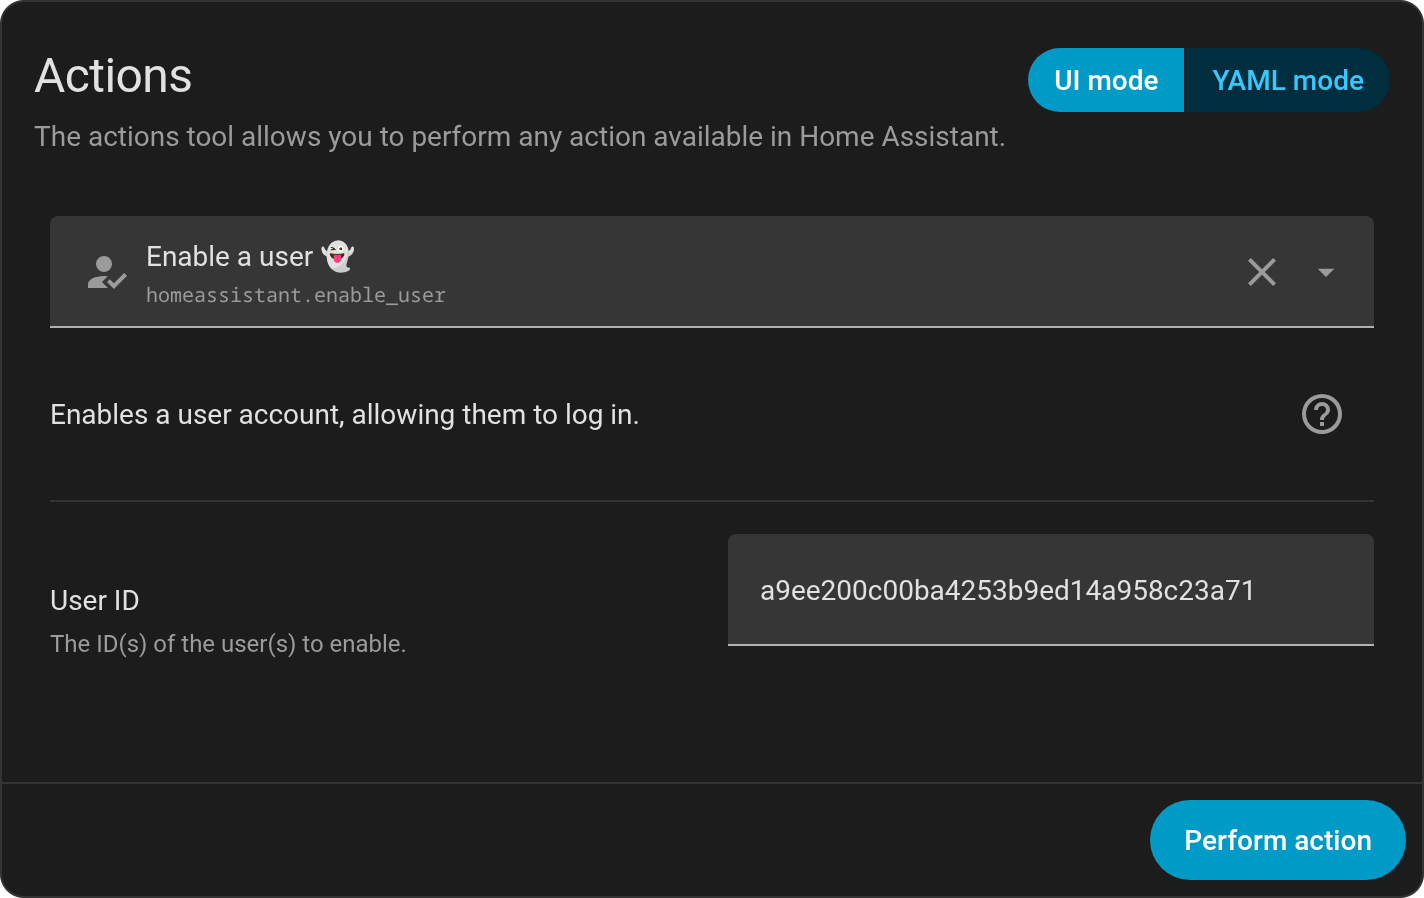 Actions
UI mode
YAML mode
The actions tool allows you to perform any action available in Home Assistant.
Enable a user 👻
homeassistant.enable_user
Enables a user account, allowing them to log in.
User ID
The ID(s) of the user(s) to enable.
a9ee200c00ba4253b9ed14a958c23a71
Perform action